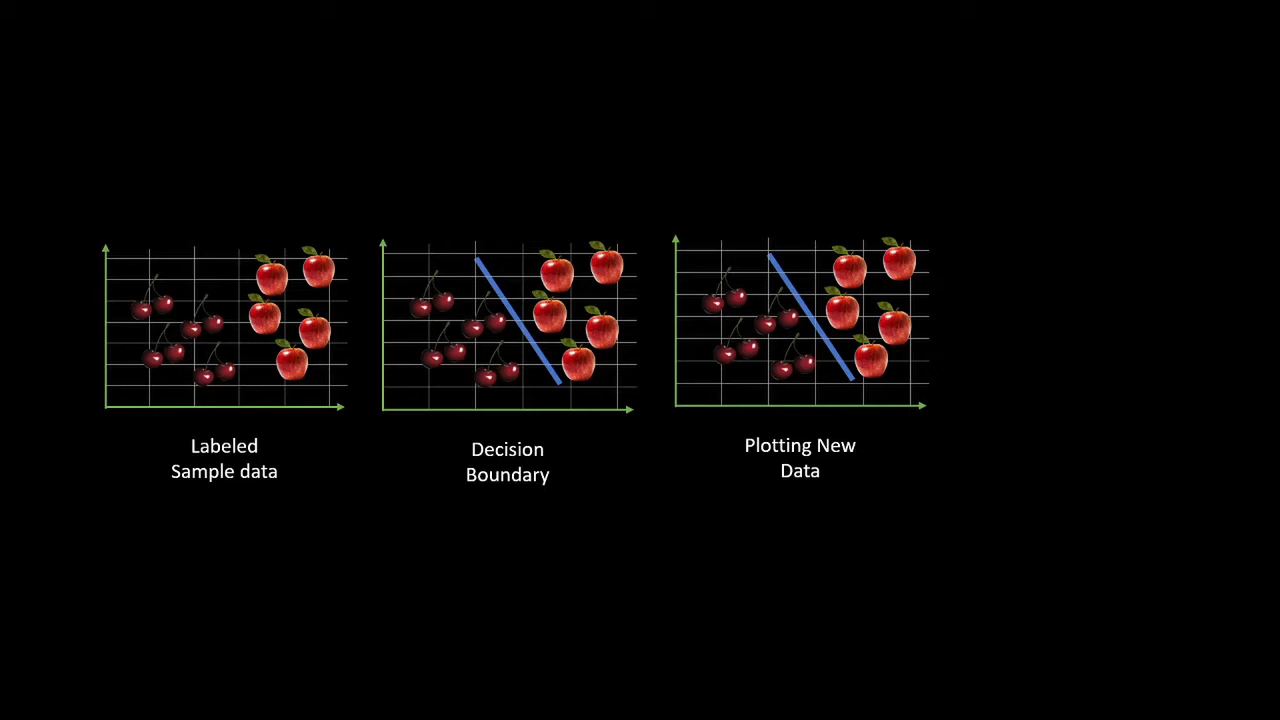 Labeled
Sample data
Decision
Boundary
Plotting New
Data